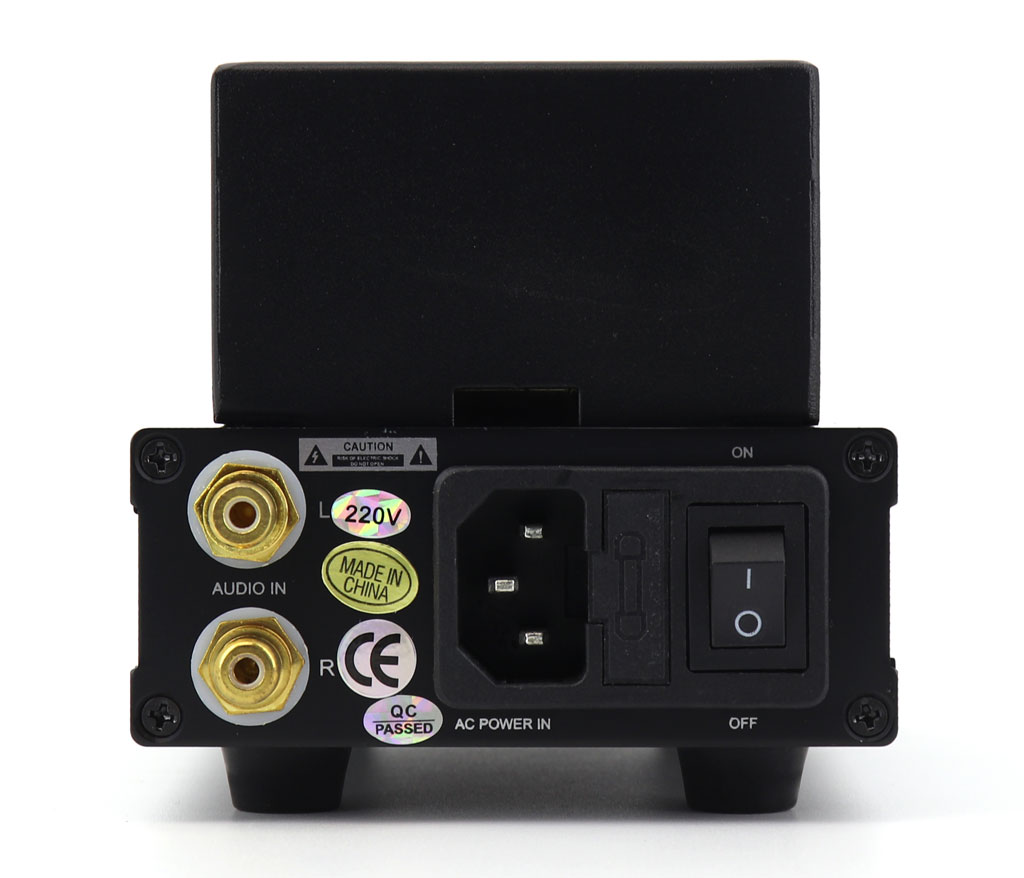 CAUTION
RISK OF ELECTRIC SHOCK
DO NOT OPEN
ON
L
220V
MADE IN
CHINA
AUDIO IN
R
CE
QC
PASSED
AC POWER IN
OFF